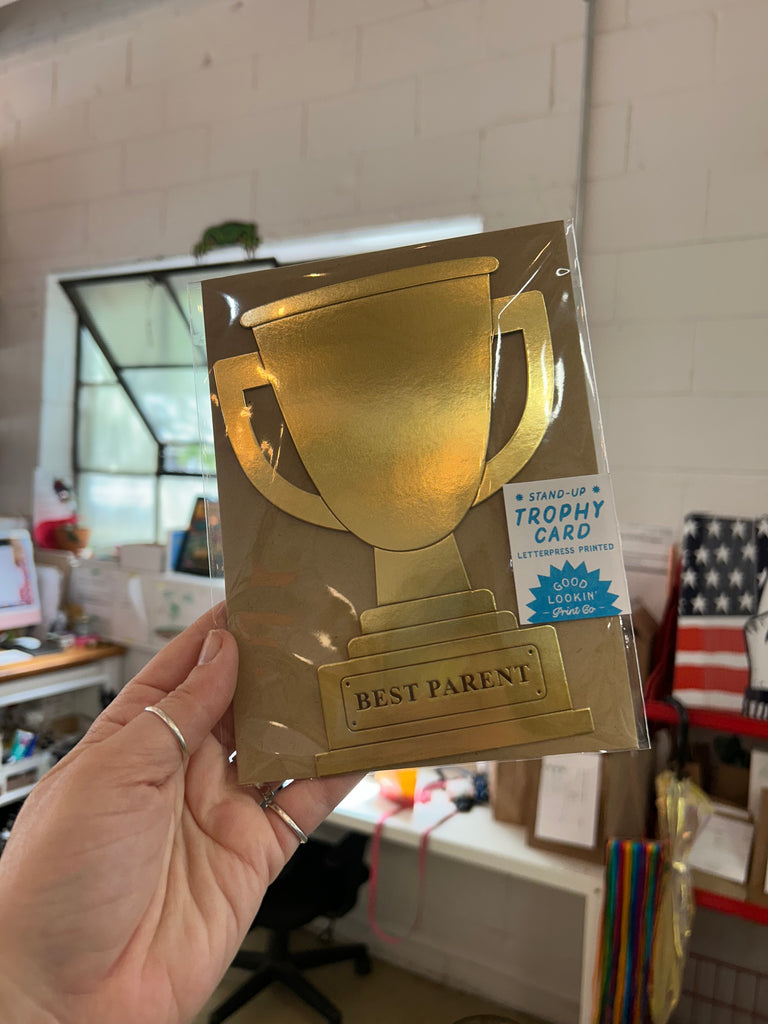 STAND-UP
TROPHY
CARD
LETTERPRESS PRINTED
GOOD
LOOKIN'
Print Co
BEST PARENT